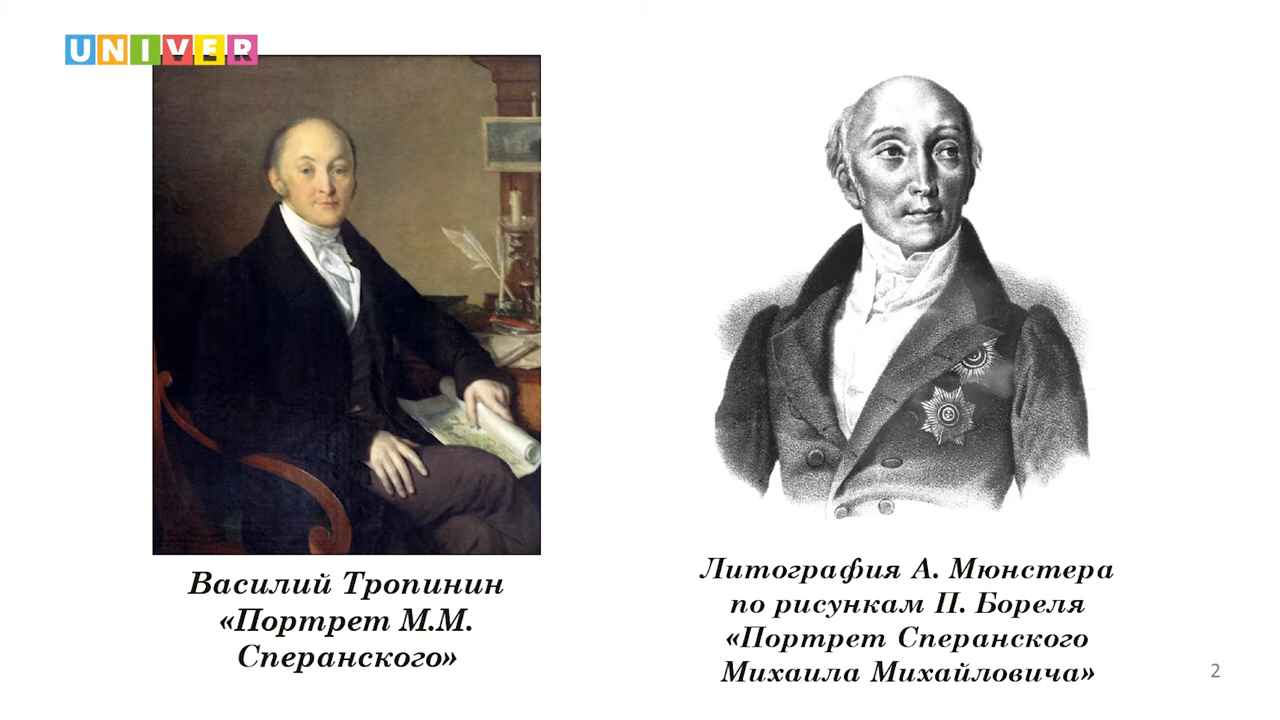 UNIVER
Василий Тропинин
«Портрет М.М.
Сперанского»
Литография А. Мюнстера
по рисункам П. Бореля
«Портрет Сперанского
Михаила Михайловича»
2